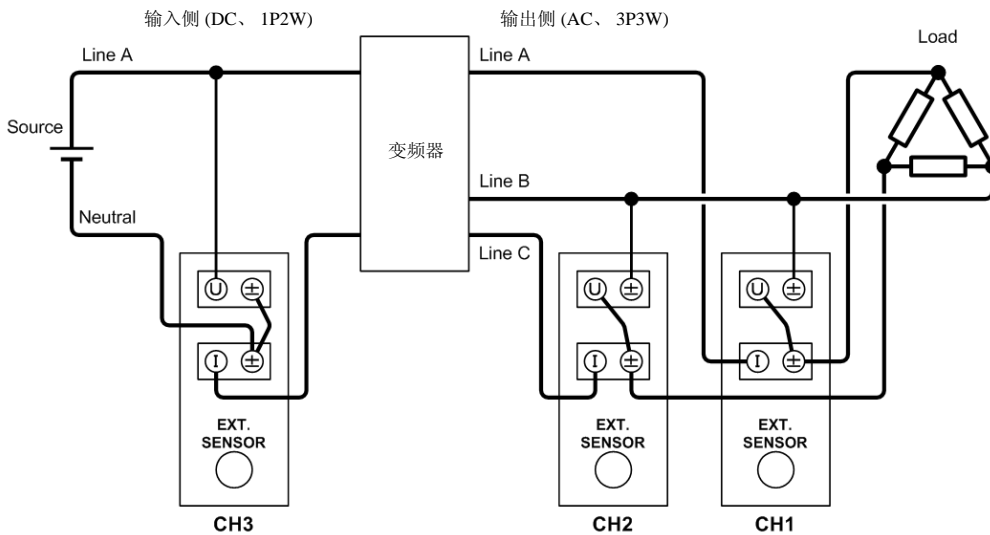 输入侧 (DC、 1P2W)
输出侧 (AC、 3P3W)
Line A
Line A
Load
Source
变频器
Line B
Neutral
Line C
U ±
U ±
U ±
I ±
I ±
I ±
EXT.
SENSOR
EXT.
SENSOR
EXT.
SENSOR
CH3
CH2
CH1